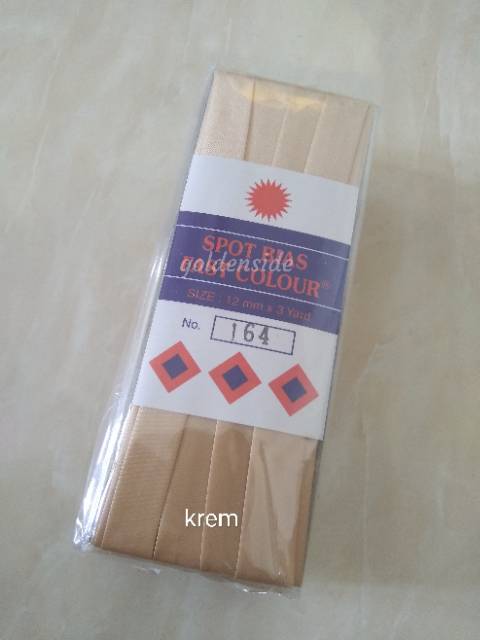 SPOT BIAS
goldenside
FAST COLOUR®
SIZE : 12 mm x 3 Yard
No. 164
krem